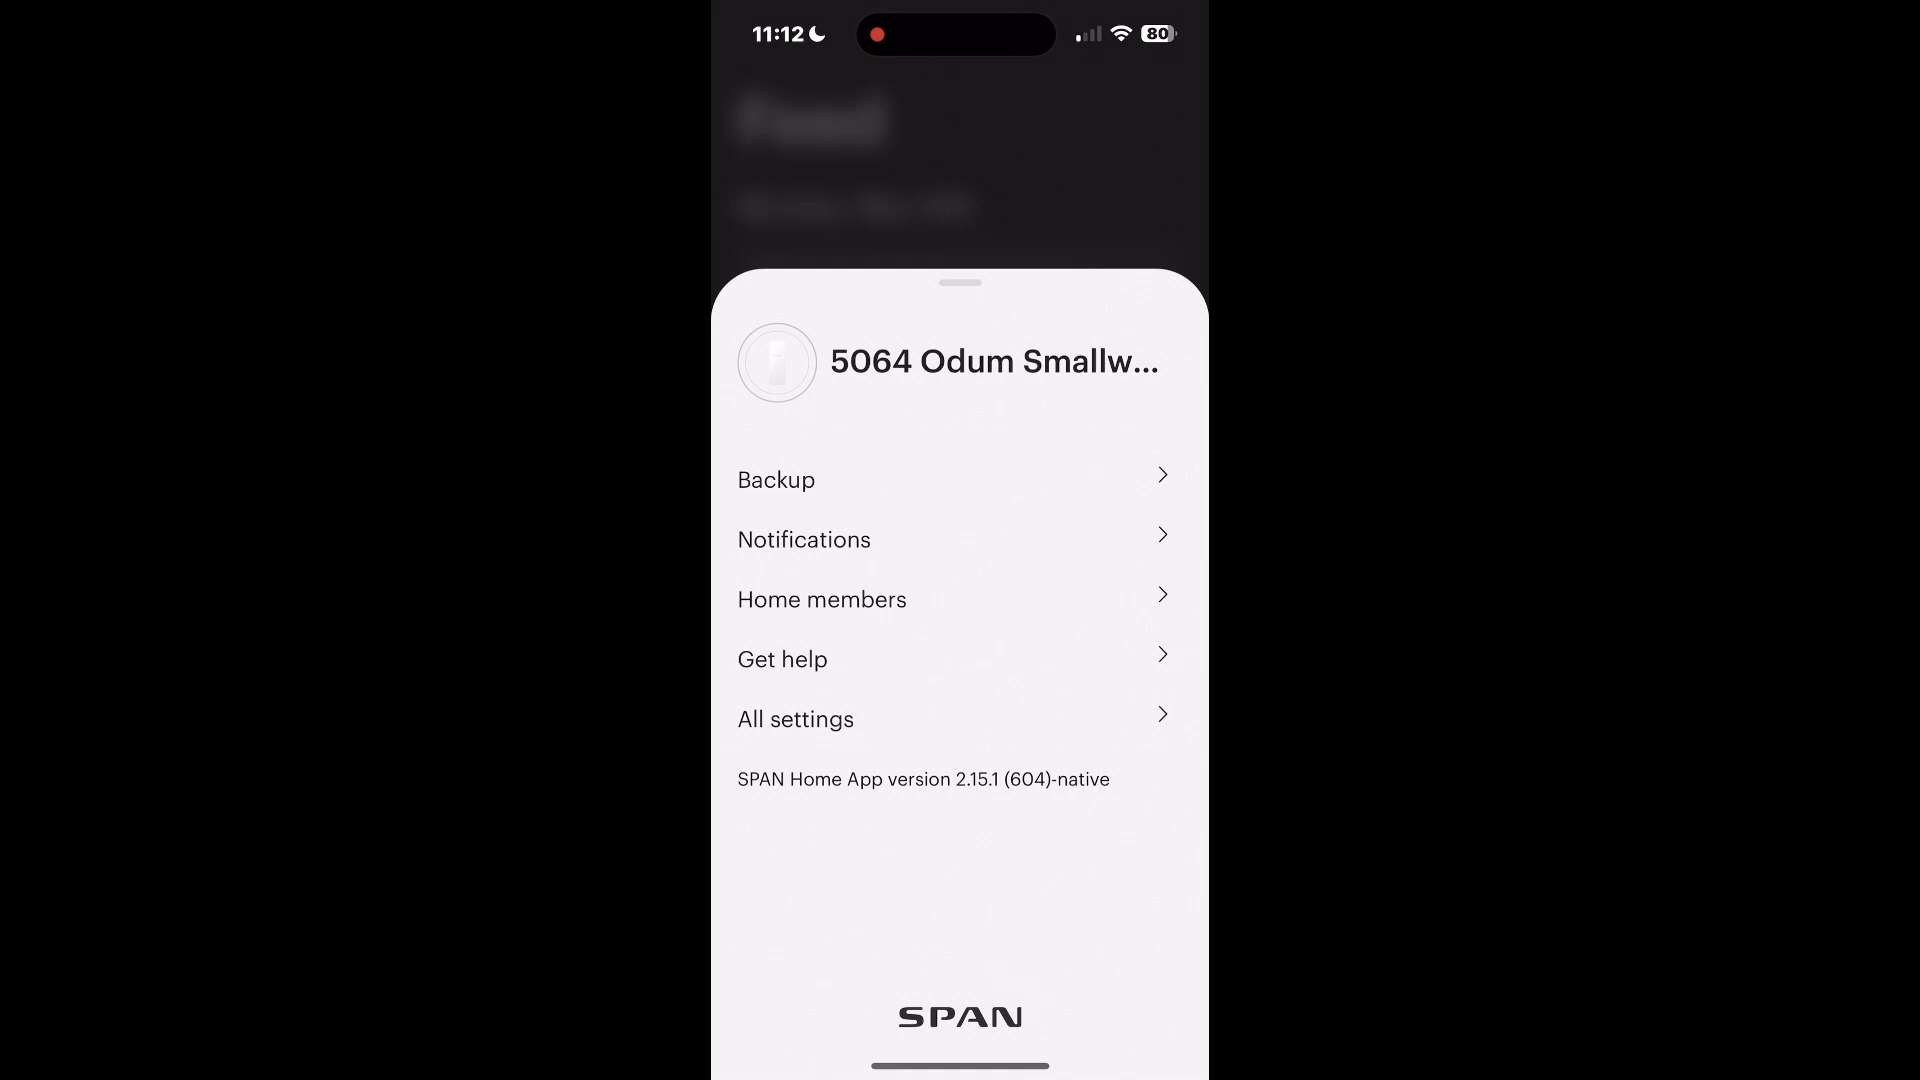 11:12
80
5064 Odum Smallw...
Backup
Notifications
Home members
Get help
All settings
SPAN Home App version 2.15.1 (604)-native
SPAN